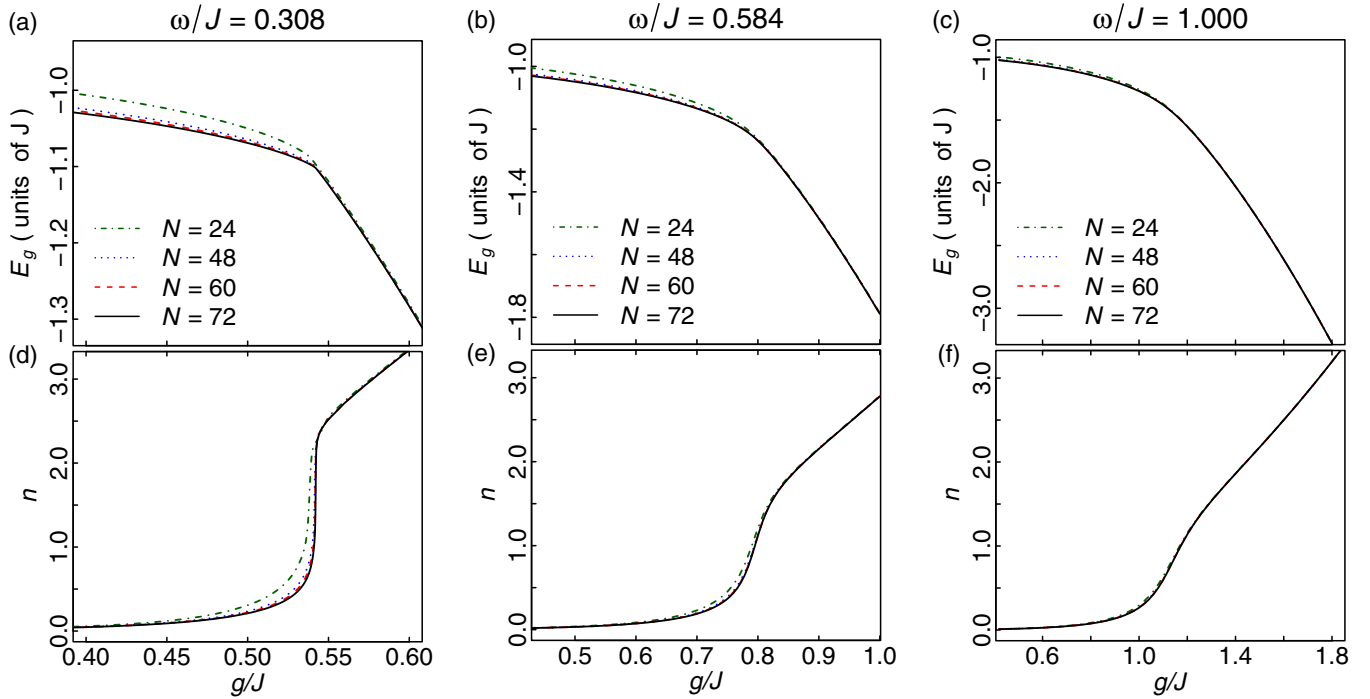 (a) ω/J = 0.308
(b) ω/J = 0.584
(c) ω/J = 1.000
E_g ( units of J )
−1.0
−1.1
−1.2
−1.3
N = 24
N = 48
N = 60
N = 72
E_g ( units of J )
−1.0
−1.4
−1.8
N = 24
N = 48
N = 60
N = 72
E_g ( units of J )
−1.0
−2.0
−3.0
N = 24
N = 48
N = 60
N = 72
(d)
n
3.0
2.0
1.0
0.0
0.40 0.45 0.50 0.55 0.60
g/J
(e)
n
3.0
2.0
1.0
0.0
0.5 0.6 0.7 0.8 0.9 1.0
g/J
(f)
n
3.0
2.0
1.0
0.0
0.6 1.0 1.4 1.8
g/J